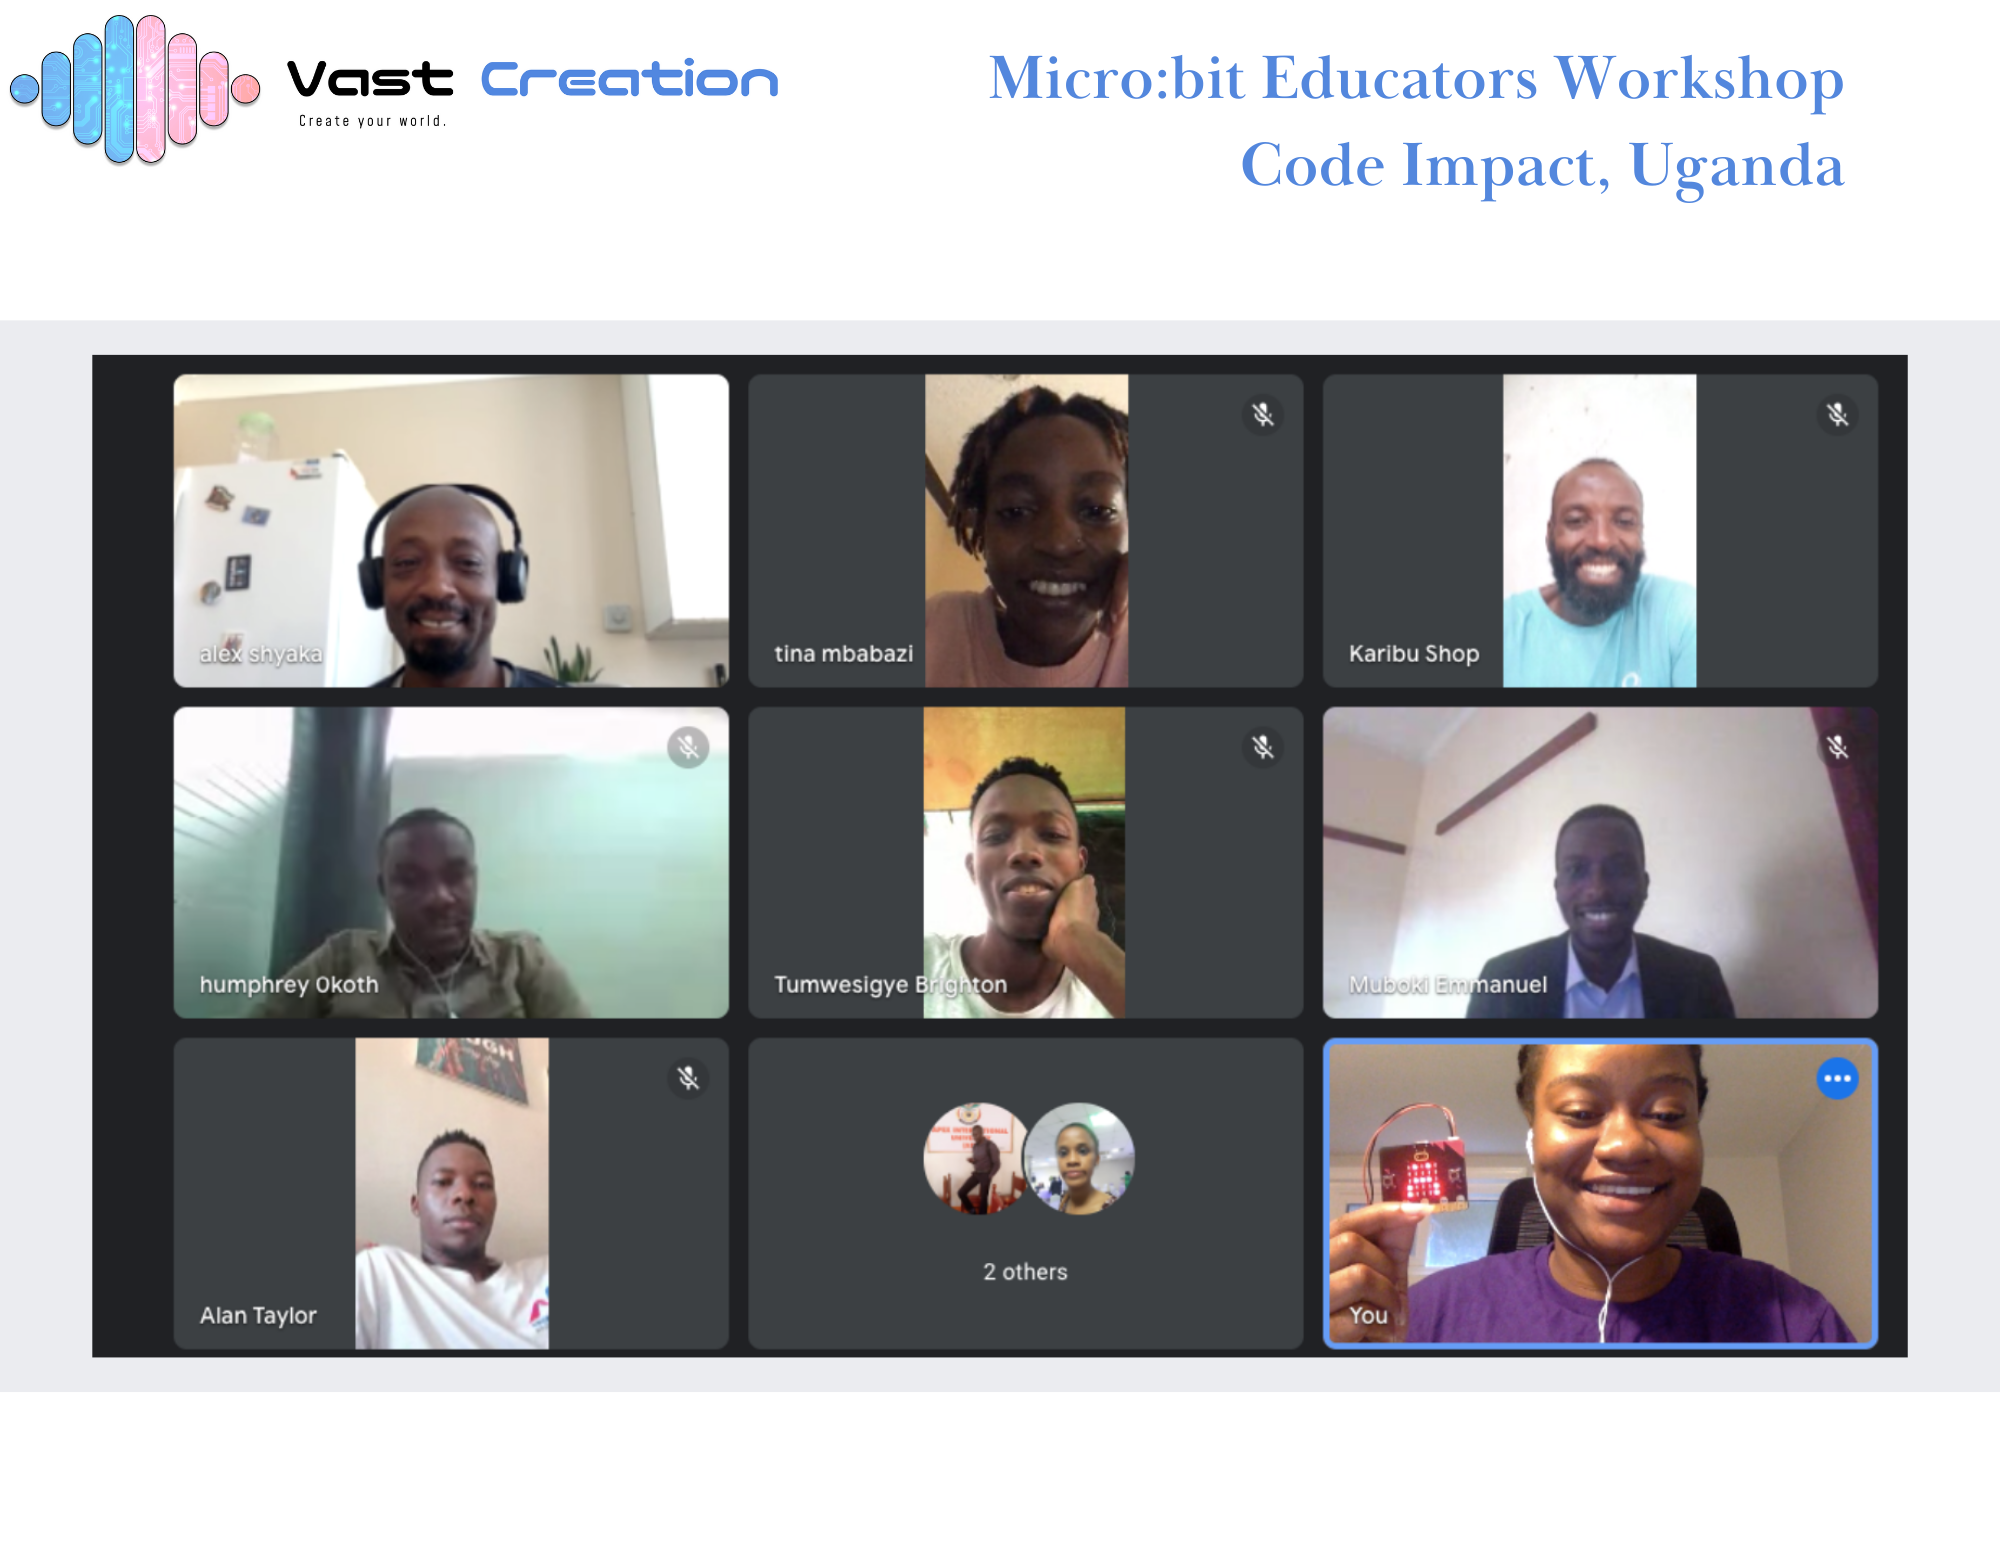 Vast Creation
Create your world.
Micro:bit Educators Workshop
Code Impact, Uganda
alex shyaka
tina mbabazi
Karibu Shop
humphrey Okoth
Tumwesigye Brighton
Muboki Emmanuel
Alan Taylor
2 others
You